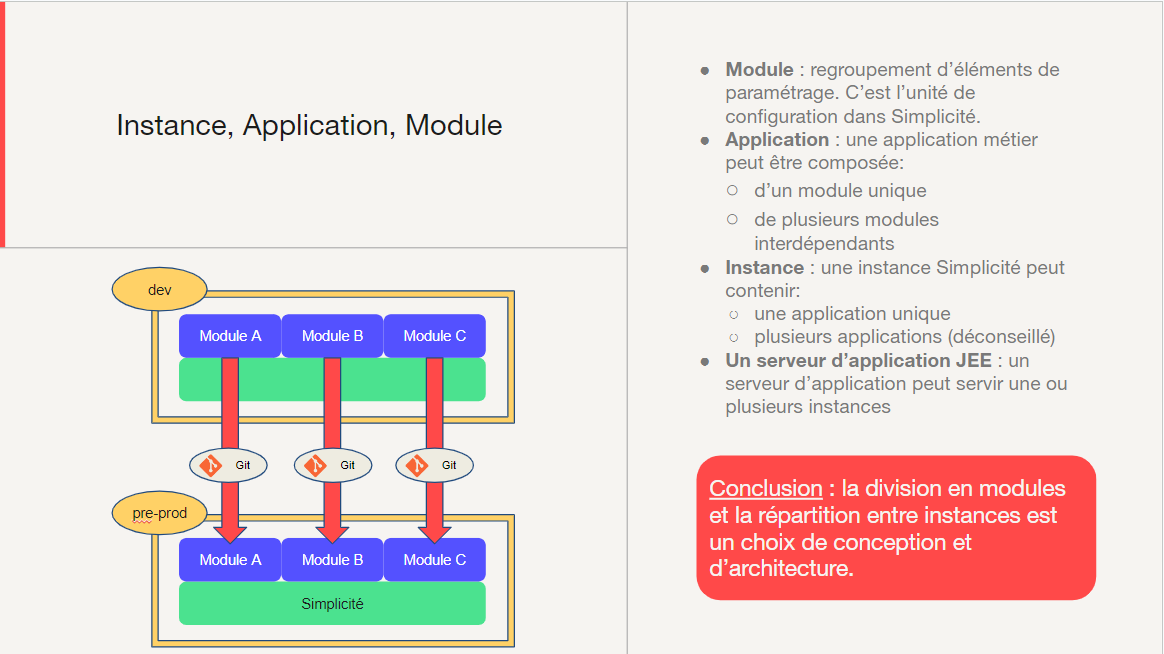 Instance, Application, Module
dev
Module A
Module B
Module C
Git
Git
Git
pre-prod
Module A
Module B
Module C
Simplicité
● Module : regroupement d’éléments de
paramétrage. C’est l’unité de
configuration dans Simplicité.
● Application : une application métier
peut être composée:
○ d’un module unique
○ de plusieurs modules
interdépendants
● Instance : une instance Simplicité peut
contenir:
○ une application unique
○ plusieurs applications (déconseillé)
● Un serveur d’application JEE : un
serveur d’application peut servir une ou
plusieurs instances
Conclusion : la division en modules
et la répartition entre instances est
un choix de conception et
d’architecture.